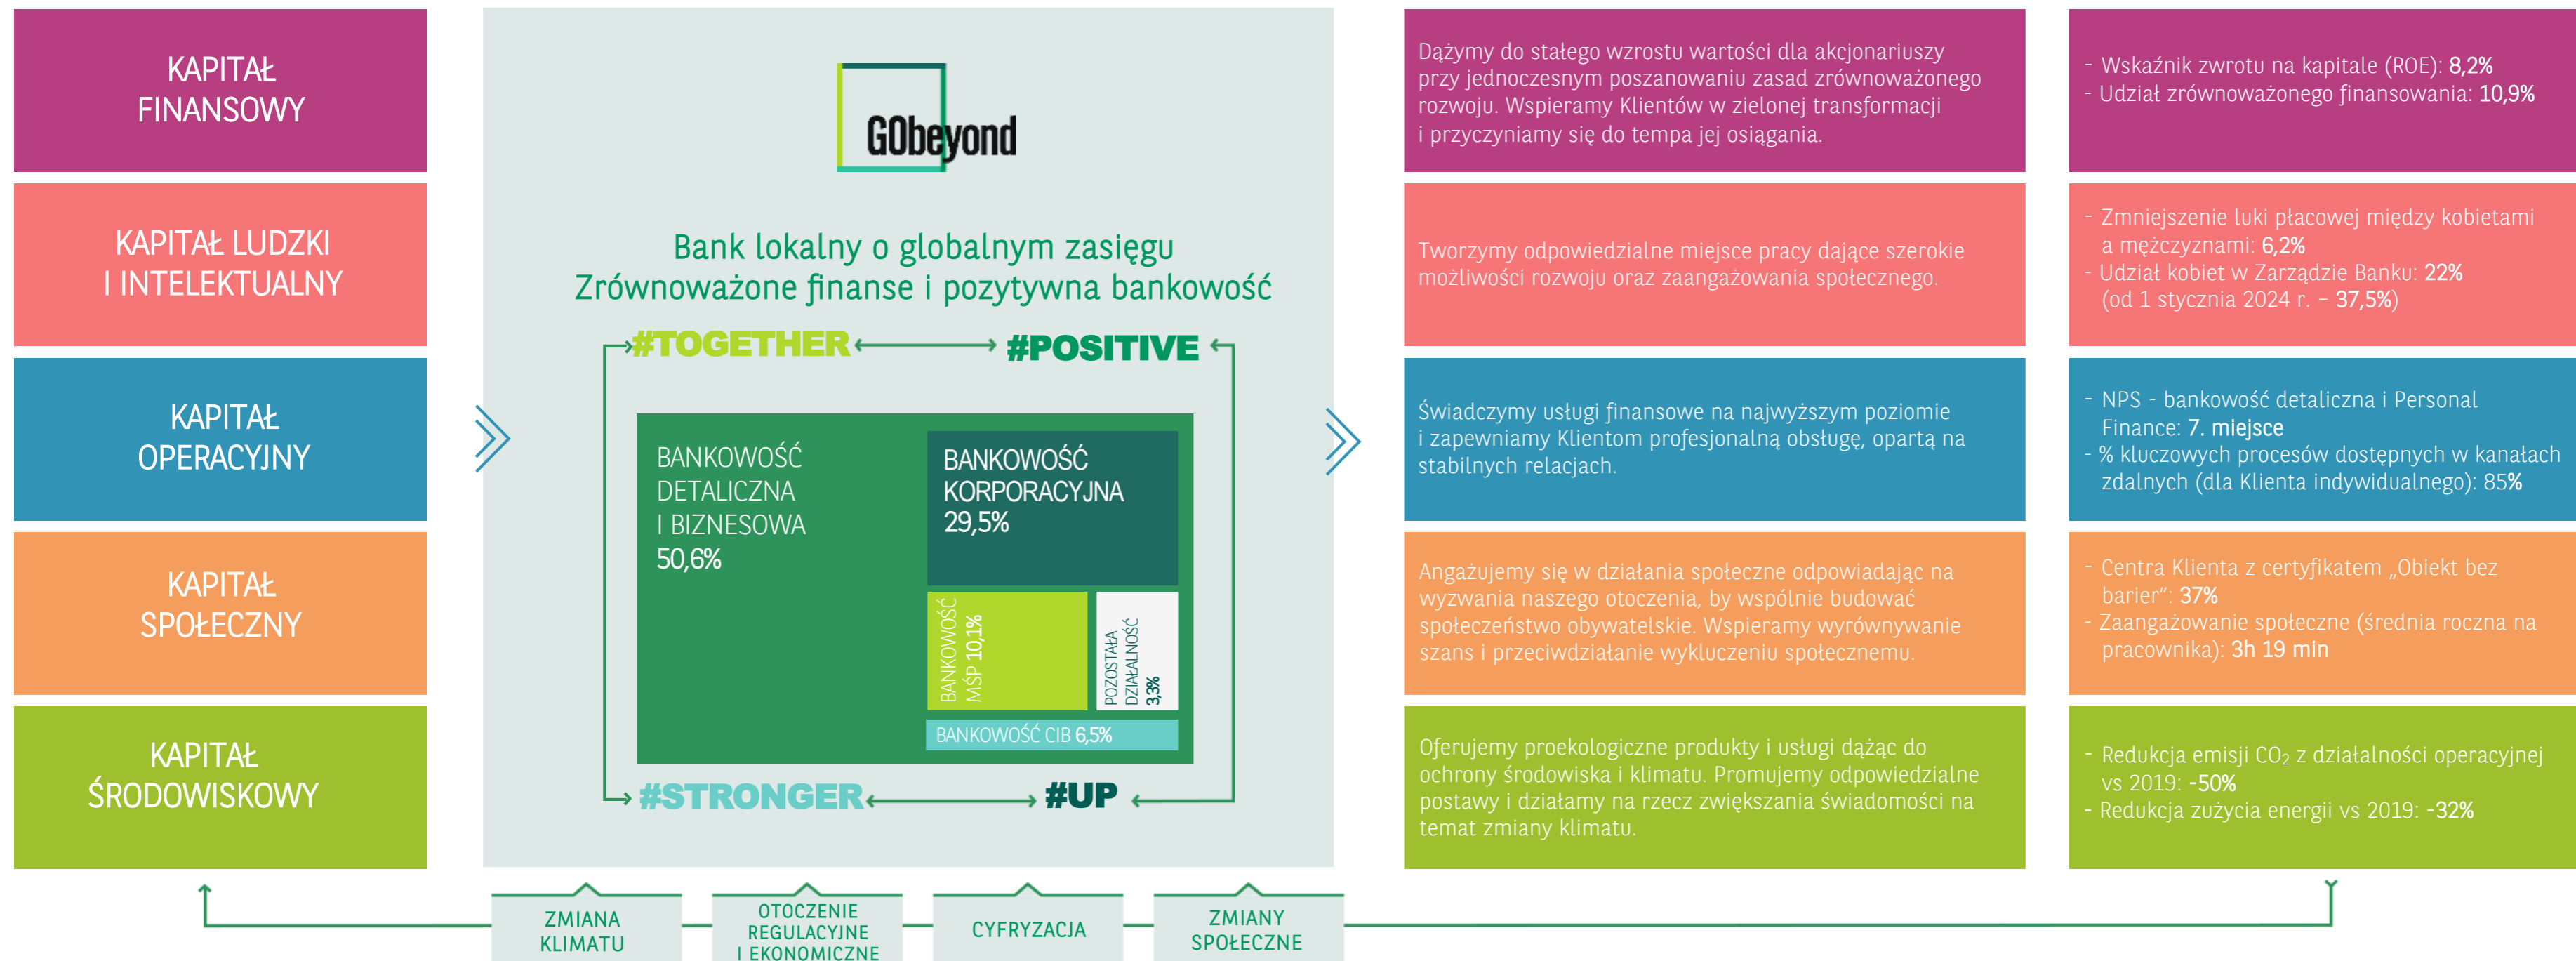 KAPITAŁ
FINANSOWY
KAPITAŁ LUDZKI
I INTELEKTUALNY
KAPITAŁ
OPERACYJNY
KAPITAŁ
SPOŁECZNY
KAPITAŁ
ŚRODOWISKOWY
GObeyond
Bank lokalny o globalnym zasięgu
Zrównoważone finanse i pozytywna bankowość
#TOGETHER
#POSITIVE
BANKOWOŚĆ
DETALICZNA
I BIZNESOWA
50,6%
BANKOWOŚĆ
KORPORACYJNA
29,5%
BANKOWOŚĆ
MŚP 10,1%
POZOSTAŁA
DZIAŁALNOŚĆ
3,3%
BANKOWOŚĆ CIB 6,5%
#STRONGER
#UP
Dążymy do stałego wzrostu wartości dla akcjonariuszy
przy jednoczesnym poszanowaniu zasad zrównoważonego
rozwoju. Wspieramy Klientów w zielonej transformacji
i przyczyniamy się do tempa jej osiągania.
Tworzymy odpowiedzialne miejsce pracy dające szerokie
możliwości rozwoju oraz zaangażowania społecznego.
Świadczymy usługi finansowe na najwyższym poziomie
i zapewniamy Klientom profesjonalną obsługę, opartą na
stabilnych relacjach.
Angażujemy się w działania społeczne odpowiadając na
wyzwania naszego otoczenia, by wspólnie budować
społeczeństwo obywatelskie. Wspieramy wyrównywanie
szans i przeciwdziałanie wykluczeniu społecznemu.
Oferujemy proekologiczne produkty i usługi dążąc do
ochrony środowiska i klimatu. Promujemy odpowiedzialne
postawy i działamy na rzecz zwiększania świadomości na
temat zmiany klimatu.
- Wskaźnik zwrotu na kapitale (ROE): 8,2%
- Udział zrównoważonego finansowania: 10,9%
- Zmniejszenie luki płacowej między kobietami
a mężczyznami: 6,2%
- Udział kobiet w Zarządzie Banku: 22%
(od 1 stycznia 2024 r. – 37,5%)
- NPS - bankowość detaliczna i Personal
Finance: 7. miejsce
- % kluczowych procesów dostępnych w kanałach
zdalnych (dla Klienta indywidualnego): 85%
- Centra Klienta z certyfikatem „Obiekt bez
barier”: 37%
- Zaangażowanie społeczne (średnia roczna na
pracownika): 3h 19 min
- Redukcja emisji CO₂ z działalności operacyjnej
vs 2019: -50%
- Redukcja zużycia energii vs 2019: -32%
ZMIANA
KLIMATU
OTOCZENIE
REGULACYJNE
I EKONOMICZNE
CYFRYZACJA
ZMIANY
SPOŁECZNE